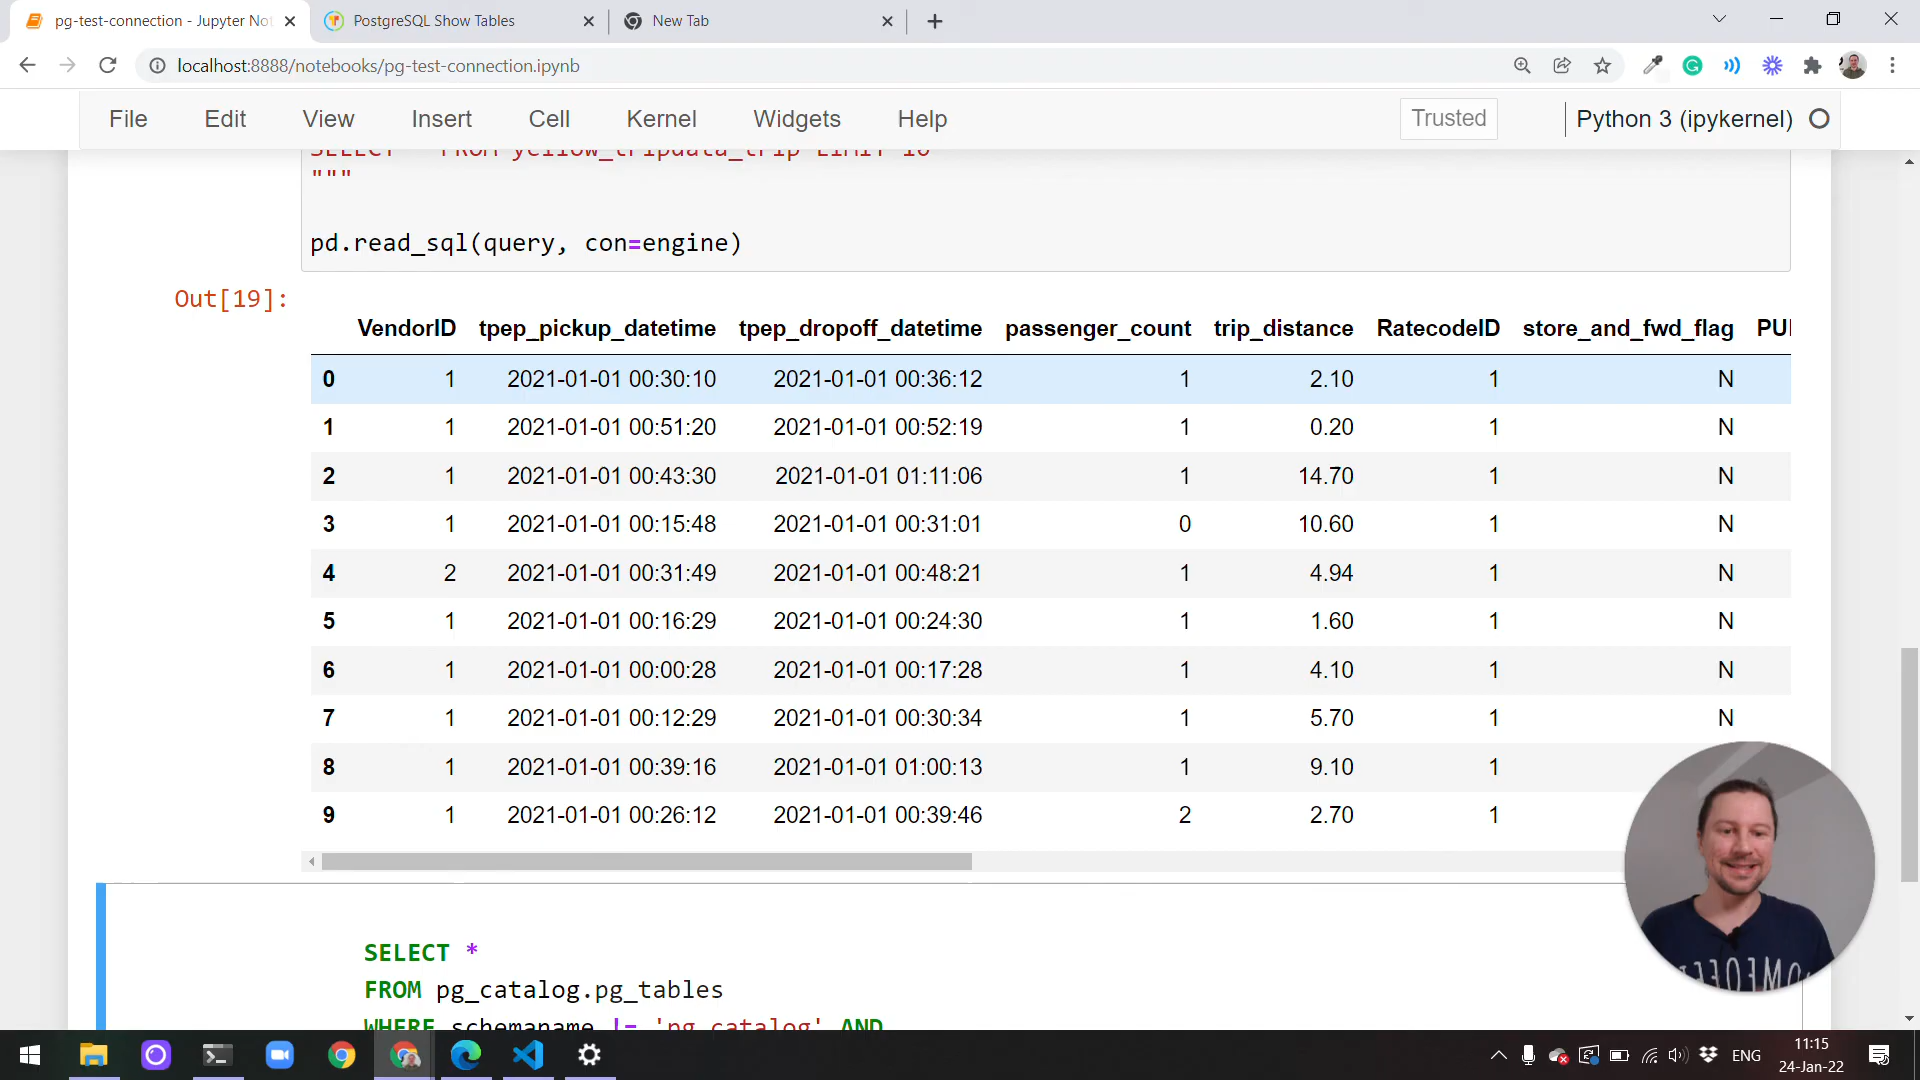 pg-test-connection - Jupyter Not
PostgreSQL Show Tables
New Tab
localhost:8888/notebooks/pg-test-connection.ipynb
File Edit View Insert Cell Kernel Widgets Help Trusted Python 3 (ipykernel)
SELECT * FROM yellow_tripdata_trip LIMIT 10
"""
pd.read_sql(query, con=engine)
Out[19]:
VendorID tpep_pickup_datetime tpep_dropoff_datetime passenger_count trip_distance RatecodeID store_and_fwd_flag PUl
0 1 2021-01-01 00:30:10 2021-01-01 00:36:12 1 2.10 1 N
1 1 2021-01-01 00:51:20 2021-01-01 00:52:19 1 0.20 1 N
2 1 2021-01-01 00:43:30 2021-01-01 01:11:06 1 14.70 1 N
3 1 2021-01-01 00:15:48 2021-01-01 00:31:01 0 10.60 1 N
4 2 2021-01-01 00:31:49 2021-01-01 00:48:21 1 4.94 1 N
5 1 2021-01-01 00:16:29 2021-01-01 00:24:30 1 1.60 1 N
6 1 2021-01-01 00:00:28 2021-01-01 00:17:28 1 4.10 1 N
7 1 2021-01-01 00:12:29 2021-01-01 00:30:34 1 5.70 1 N
8 1 2021-01-01 00:39:16 2021-01-01 01:00:13 1 9.10 1
9 1 2021-01-01 00:26:12 2021-01-01 00:39:46 2 2.70 1
SELECT *
FROM pg_catalog.pg_tables
WHERE schemaname != 'pg_catalog' AND
ENG
11:15
24-Jan-22